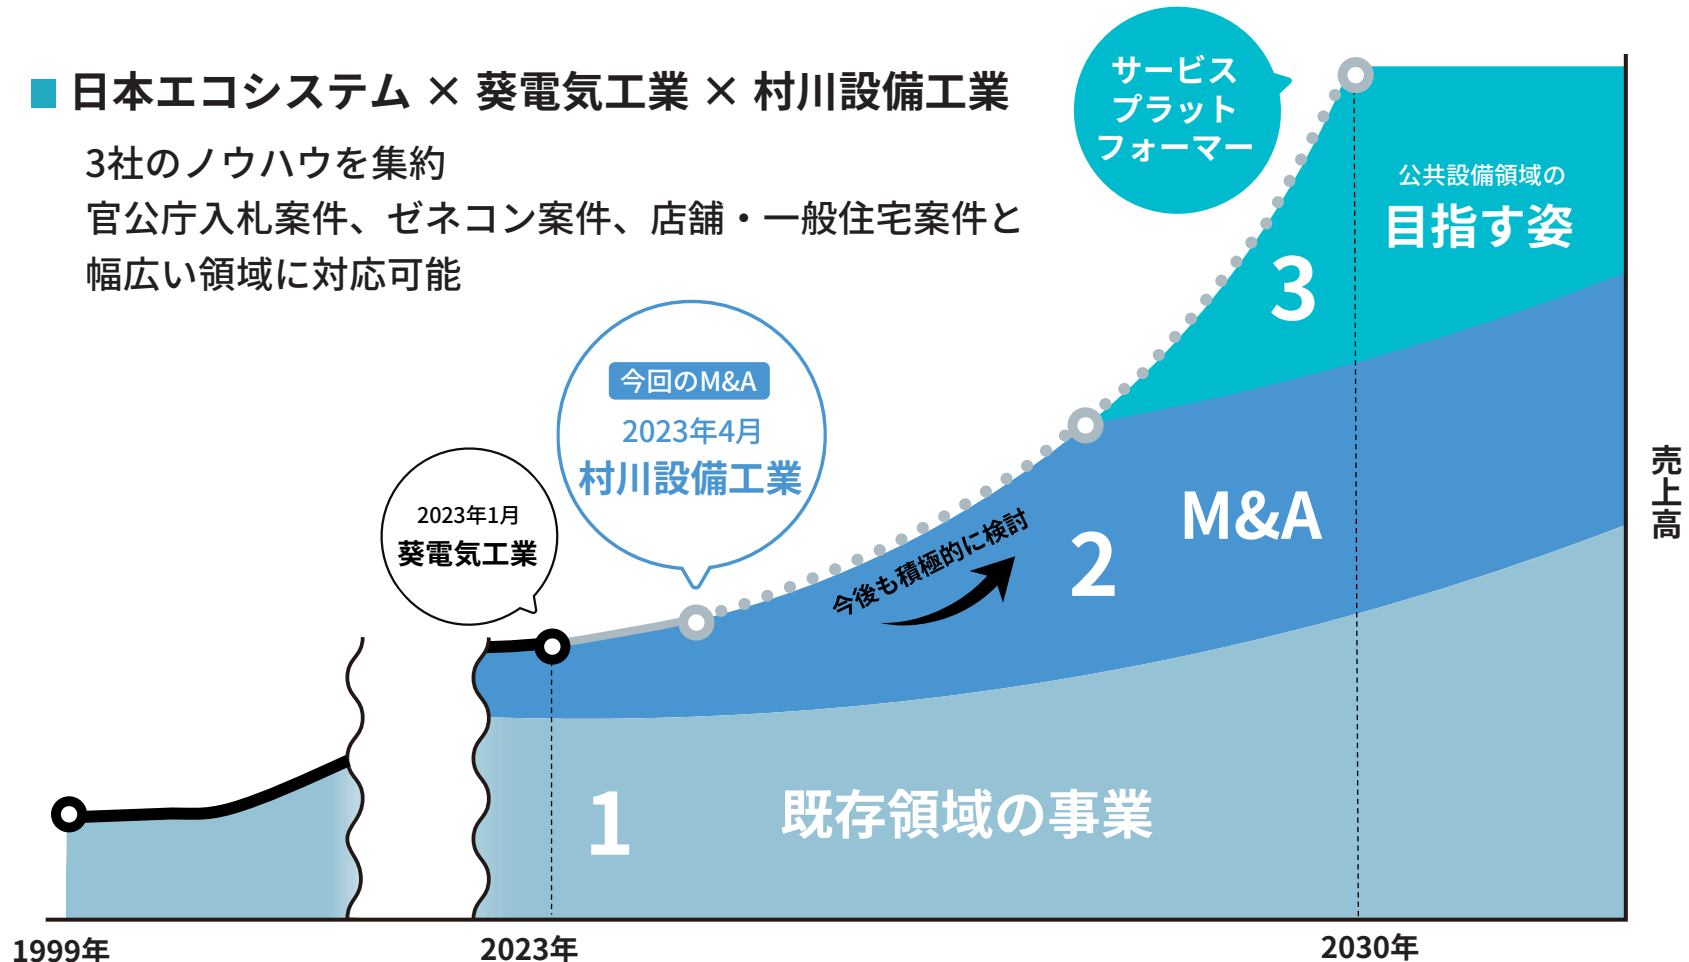 日本エコシステム × 葵電気工業 × 村川設備工業
3社のノウハウを集約
官公庁入札案件、ゼネコン案件、店舗・一般住宅案件と
幅広い領域に対応可能
サービス
プラット
フォーマー
公共設備領域の
目指す姿
3
今回のM&A
2023年4月
村川設備工業
2023年1月
葵電気工業
今後も積極的に検討
2
M&A
売上高
1
既存領域の事業
1999年
2023年
2030年